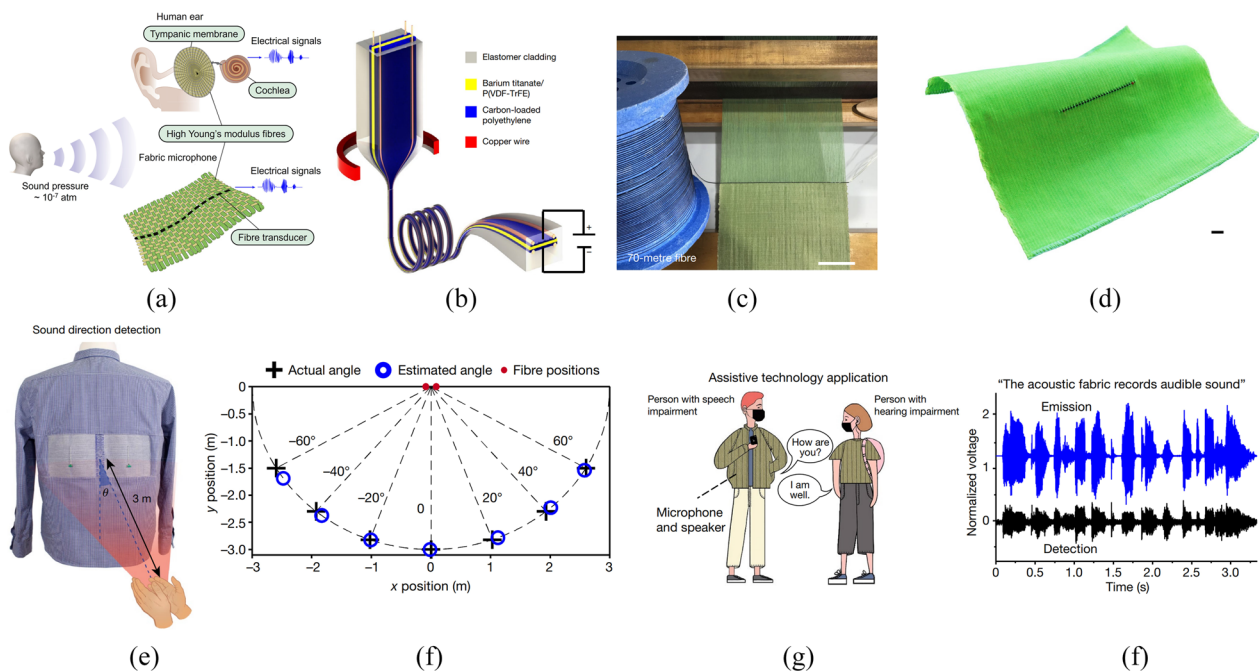 Human ear
Tympanic membrane
Electrical signals
Cochlea
High Young's modulus fibres
Fabric microphone
Electrical signals
Sound pressure
~ 10⁻⁷ atm
Fibre transducer
(a)
Elastomer cladding
Barium titanate/
P(VDF-TrFE)
Carbon-loaded
polyethylene
Copper wire
+
−
(b)
70-metre fibre
(c)
(d)
Sound direction detection
θ
3 m
(e)
Actual angle
Estimated angle
Fibre positions
0
−0.5
−1.0
−1.5
−2.0
−2.5
−3.0
y position (m)
−60°
60°
−40°
40°
−20°
20°
0
−3
−2
−1
0
1
2
3
x position (m)
(f)
Assistive technology application
Person with speech
impairment
Person with
hearing impairment
How are
you?
I am
well.
Microphone
and speaker
(g)
"The acoustic fabric records audible sound"
Emission
2
1
0
Normalized voltage
Detection
0
0.5
1.0
1.5
2.0
2.5
3.0
Time (s)
(f)